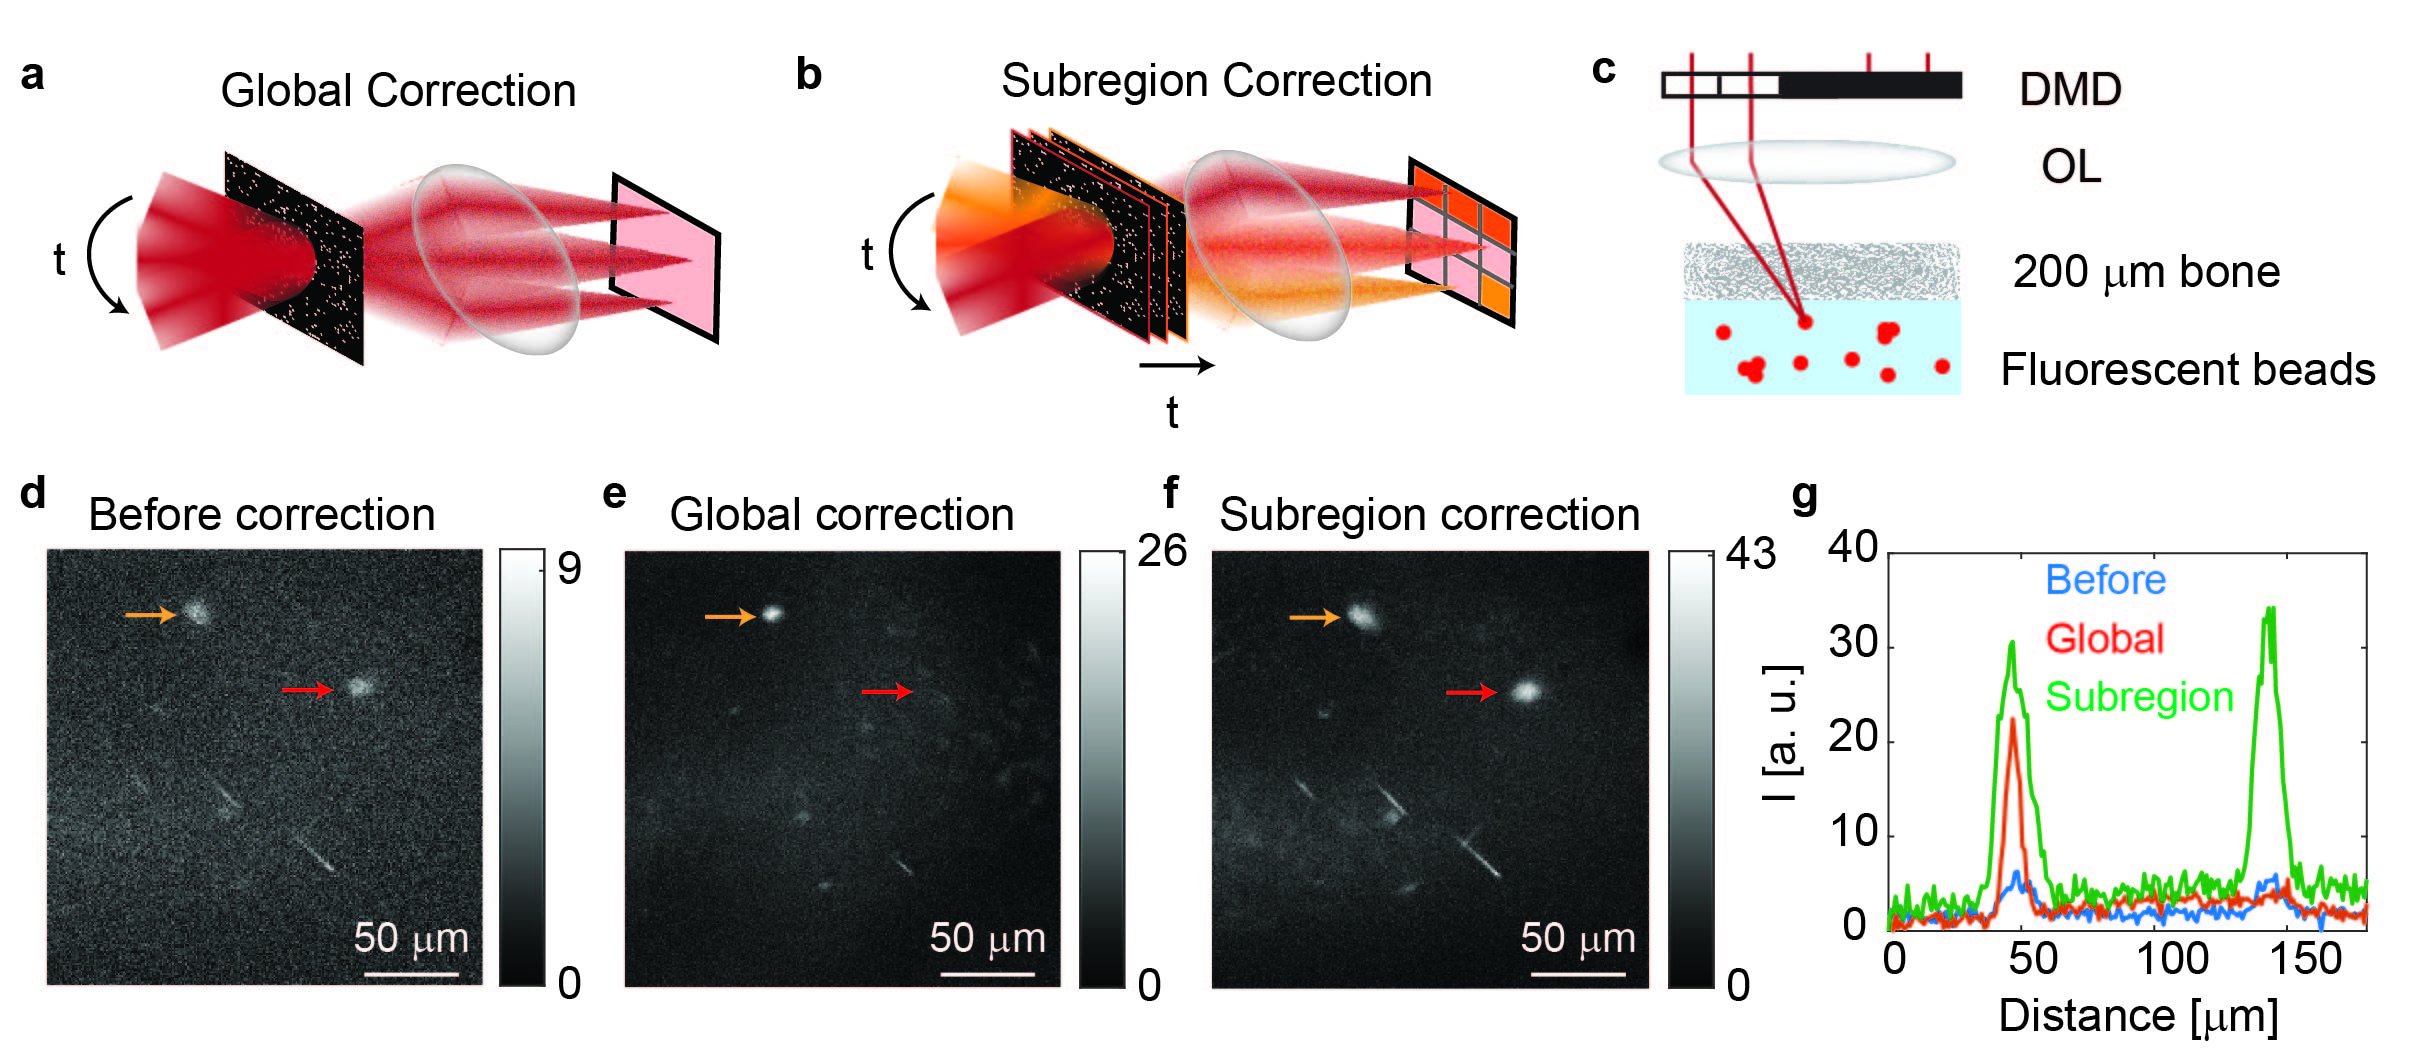 a
Global Correction
t
b
Subregion Correction
t
t
c
DMD
OL
200 μm bone
Fluorescent beads
d
Before correction
9
0
50 μm
e
Global correction
26
0
50 μm
f
Subregion correction
43
0
50 μm
g
40
30
20
10
0
I [a. u.]
Before
Global
Subregion
0 50 100 150
Distance [μm]